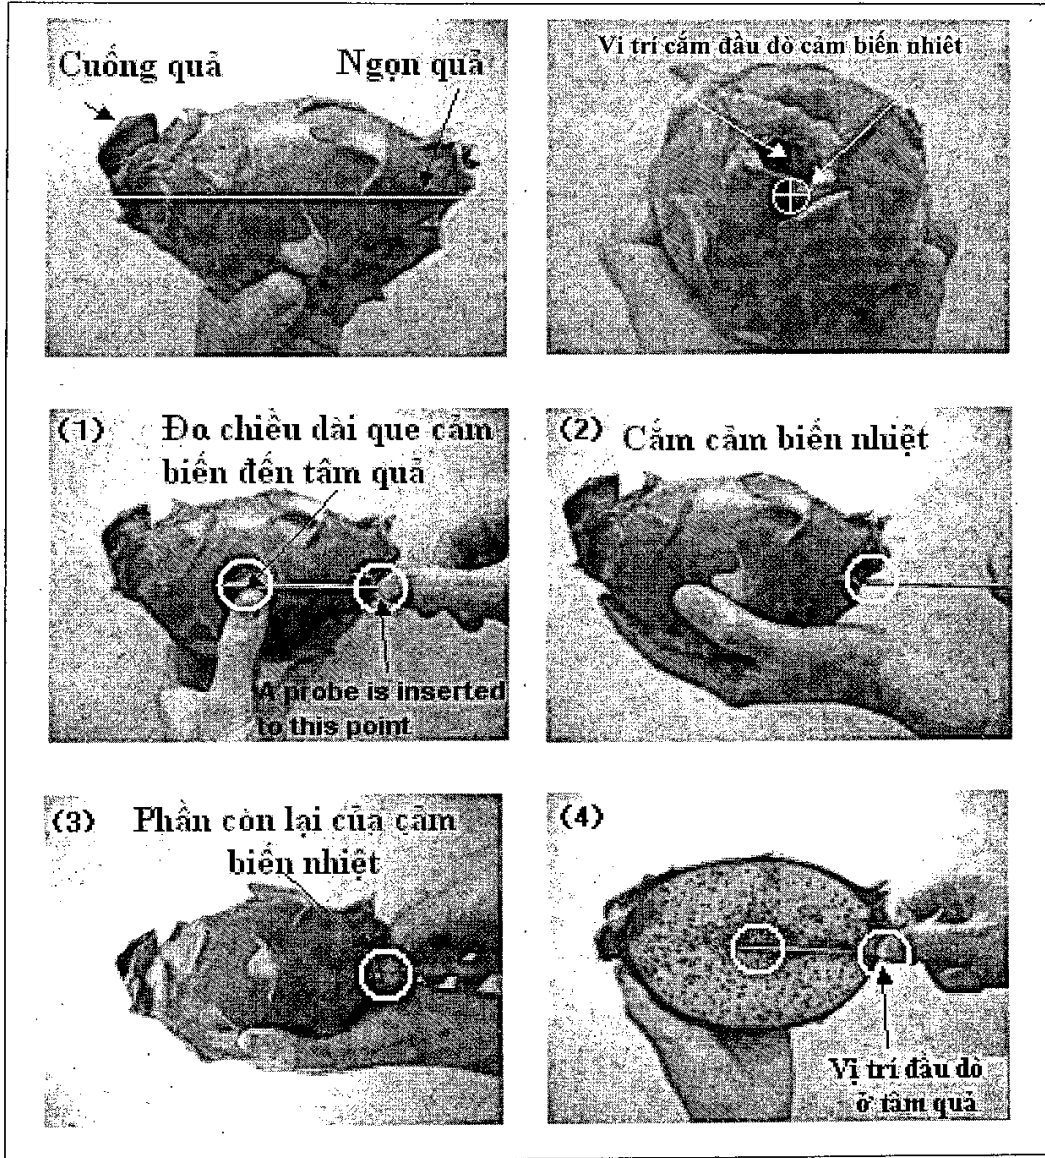 Cuống quả
Ngọn quả
Vị trí cắm đầu dò cảm biến nhiêt
(1) Đo chiều dài que cảm
biến đến tâm quả
A probe is inserted
to this point
(2) Cắm cảm biến nhiệt
(3) Phần còn lại của cảm
biến nhiệt
(4)
Vị trí đầu dò
ở tâm quả